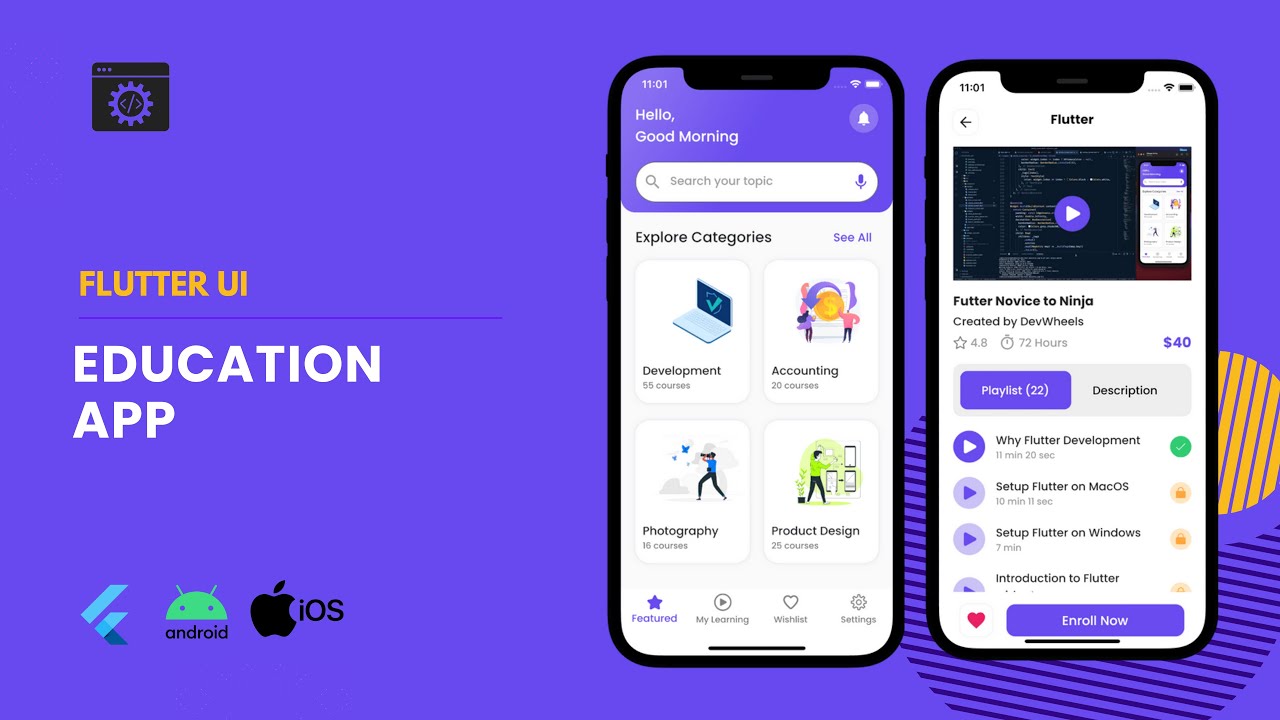 FLUTTER UI
EDUCATION
APP
android
iOS
11:01
Hello,
Good Morning
Search your topic
Explore Categories
See All
Development
55 courses
Accounting
20 courses
Photography
16 courses
Product Design
25 courses
Featured
My Learning
Wishlist
Settings
11:01
Flutter
Futter Novice to Ninja
Created by DevWheels
4.8
72 Hours
$40
Playlist (22)
Description
Why Flutter Development
11 min 20 sec
Setup Flutter on MacOS
10 min 11 sec
Setup Flutter on Windows
7 min
Introduction to Flutter
Enroll Now